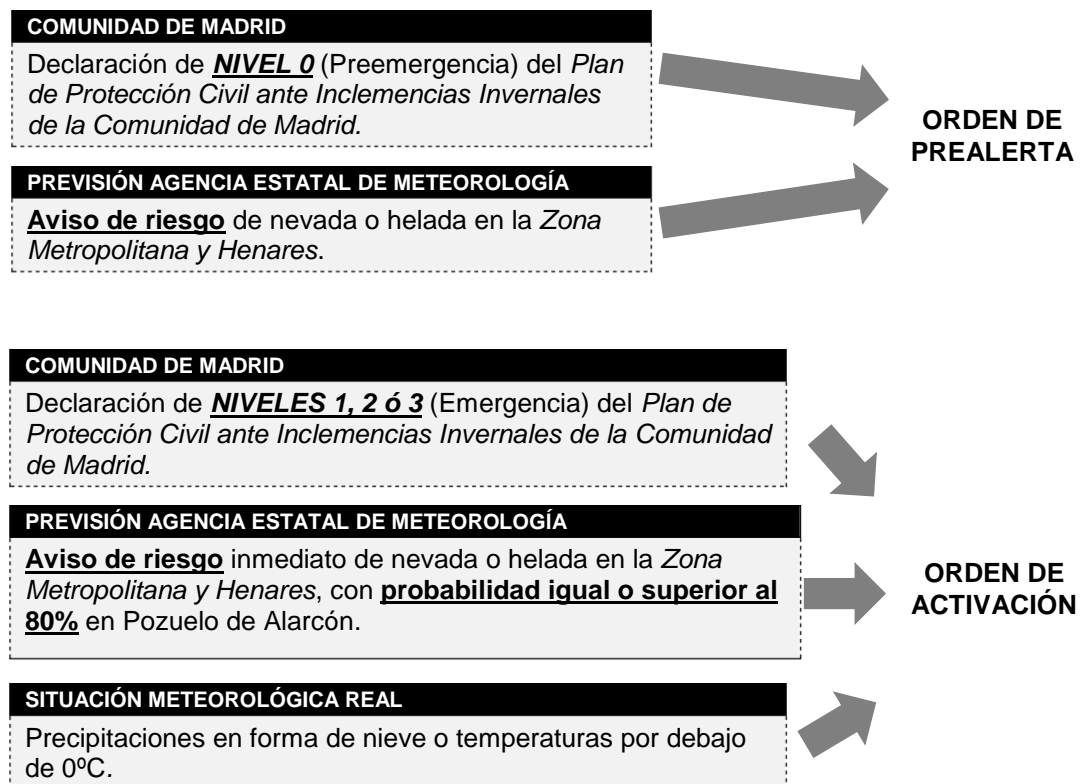 COMUNIDAD DE MADRID
Declaración de NIVEL 0 (Preemergencia) del Plan
de Protección Civil ante Inclemencias Invernales
de la Comunidad de Madrid.
PREVISIÓN AGENCIA ESTATAL DE METEOROLOGÍA
Aviso de riesgo de nevada o helada en la Zona
Metropolitana y Henares.
ORDEN DE
PREALERTA
COMUNIDAD DE MADRID
Declaración de NIVELES 1, 2 ó 3 (Emergencia) del Plan de
Protección Civil ante Inclemencias Invernales de la Comunidad
de Madrid.
PREVISIÓN AGENCIA ESTATAL DE METEOROLOGÍA
Aviso de riesgo inmediato de nevada o helada en la Zona
Metropolitana y Henares, con probabilidad igual o superior al
80% en Pozuelo de Alarcón.
SITUACIÓN METEOROLÓGICA REAL
Precipitaciones en forma de nieve o temperaturas por debajo
de 0ºC.
ORDEN DE
ACTIVACIÓN